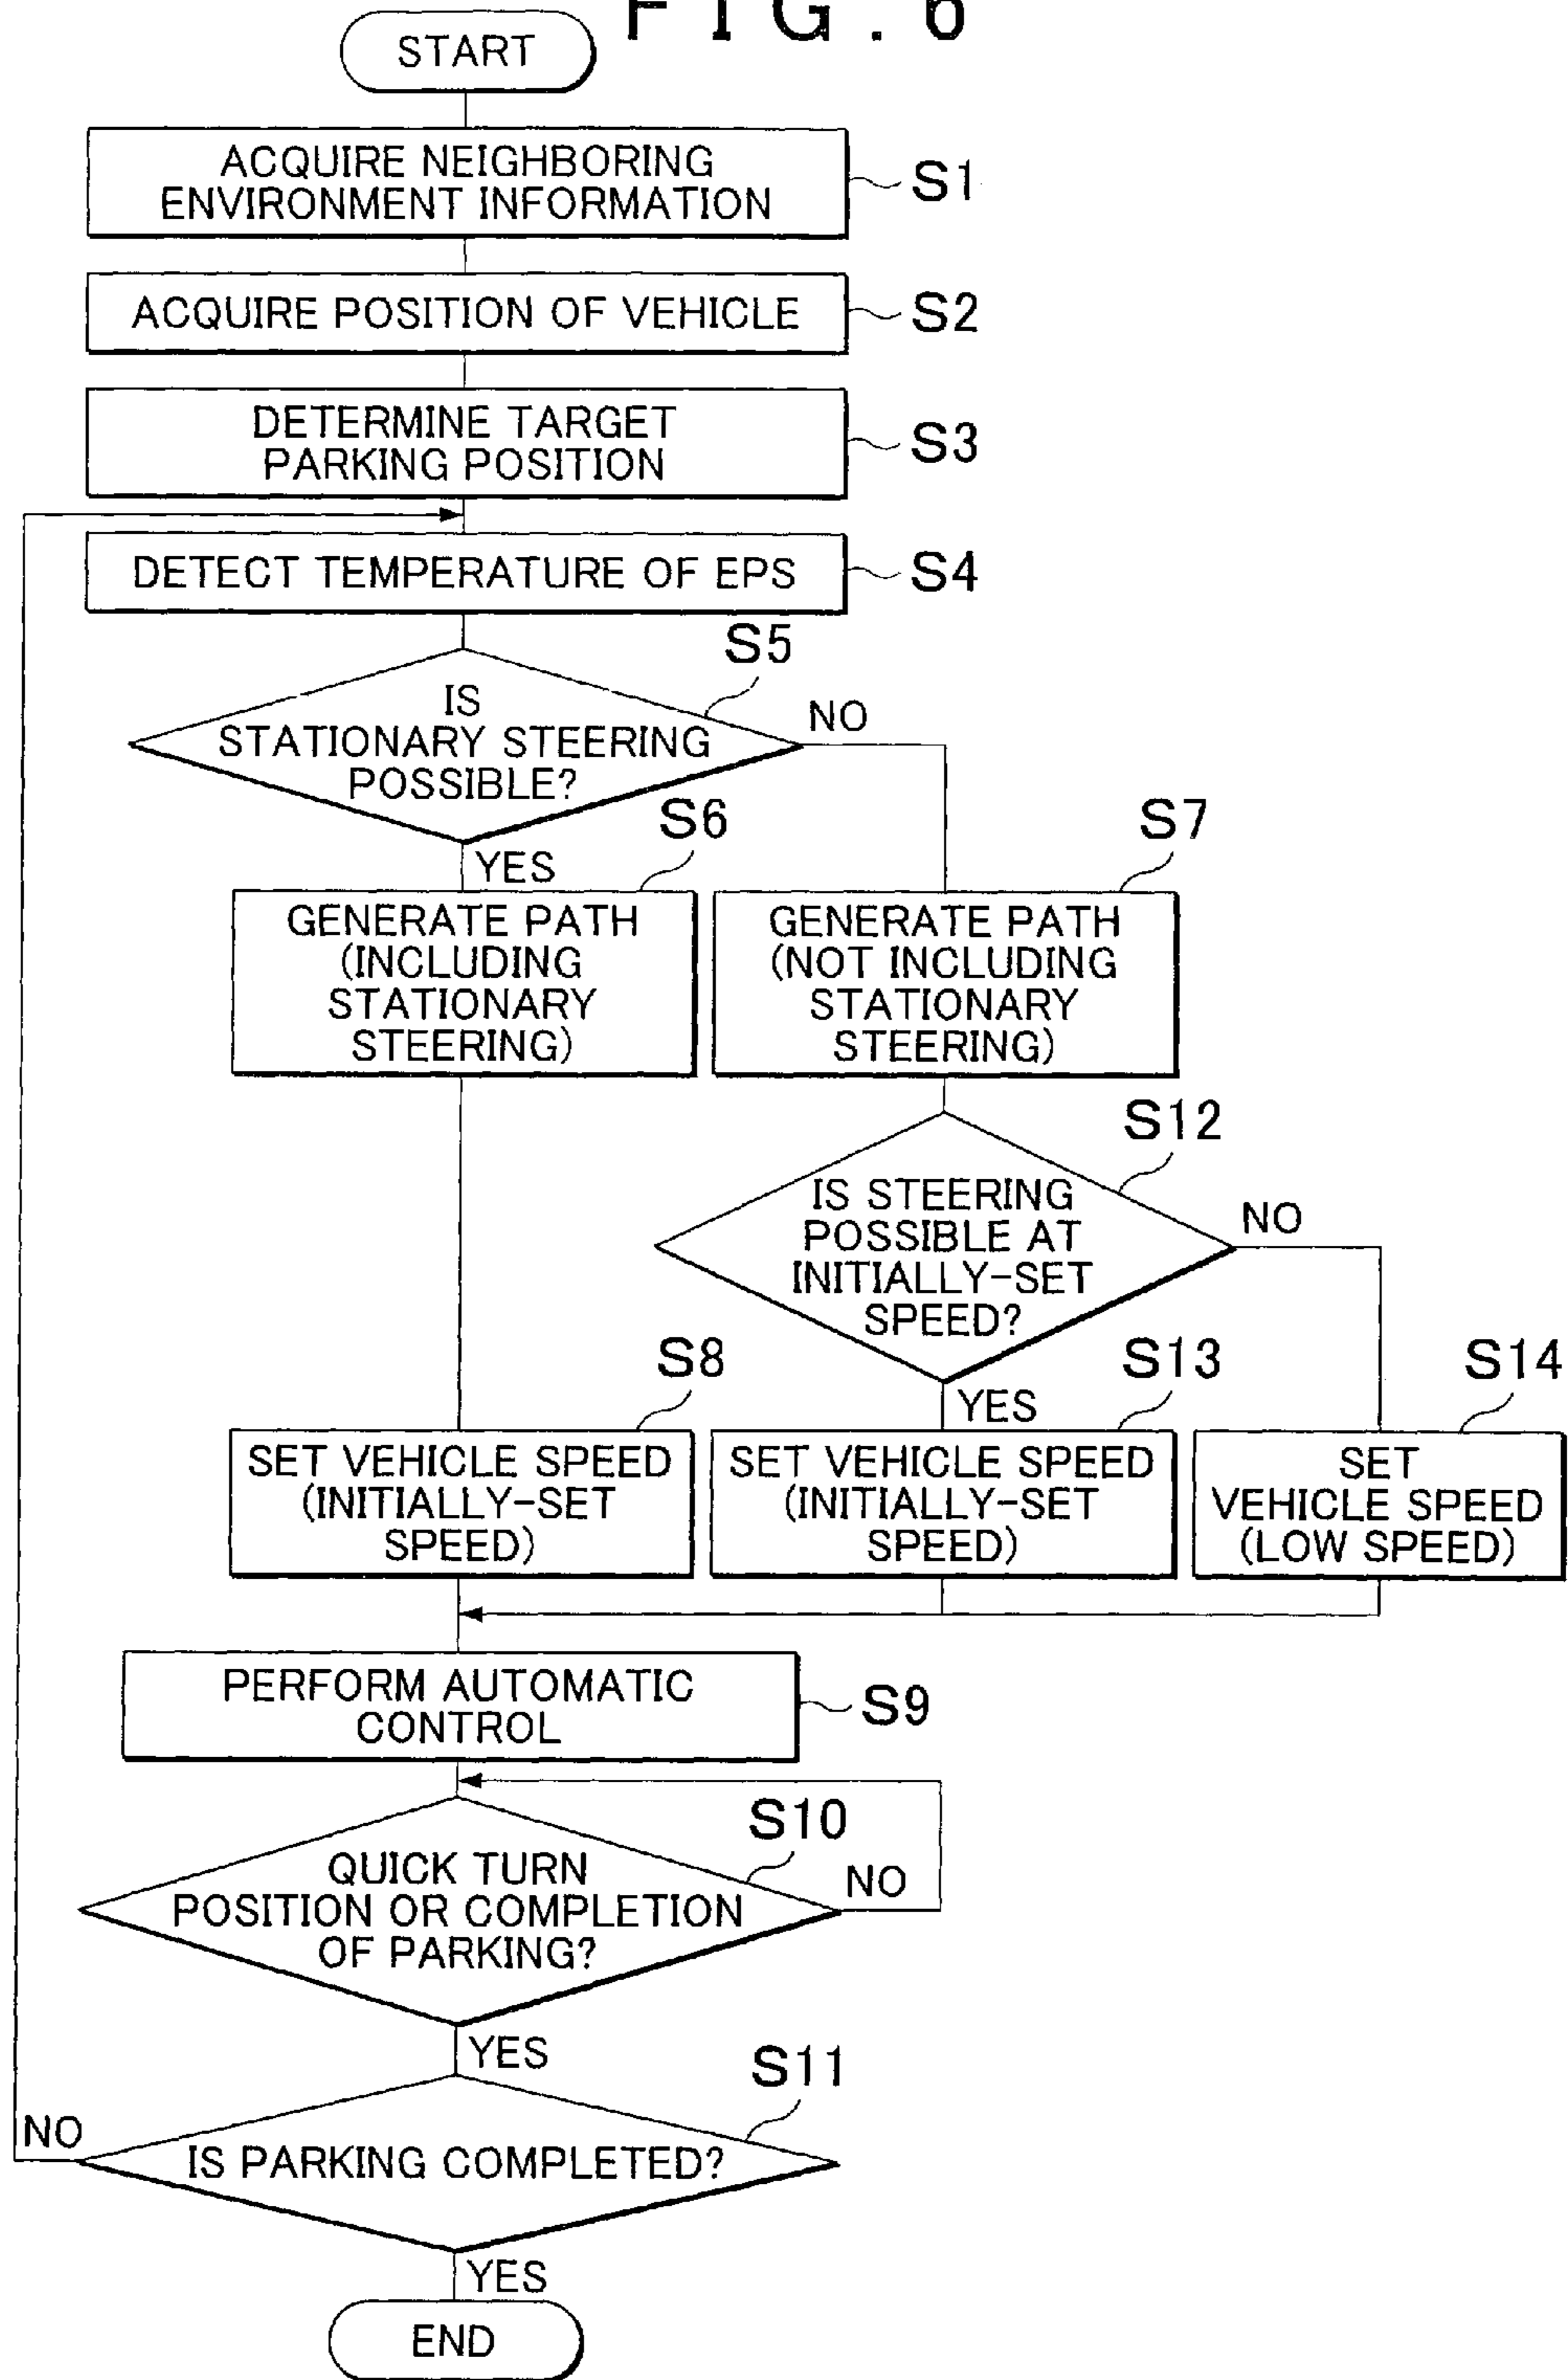 FIG. 6
START
ACQUIRE NEIGHBORING
ENVIRONMENT INFORMATION
S1
ACQUIRE POSITION OF VEHICLE
S2
DETERMINE TARGET
PARKING POSITION
S3
DETECT TEMPERATURE OF EPS
S4
S5
IS
STATIONARY STEERING
POSSIBLE?
NO
YES
S6
S7
GENERATE PATH
(INCLUDING
STATIONARY
STEERING)
GENERATE PATH
(NOT INCLUDING
STATIONARY
STEERING)
S12
IS STEERING
POSSIBLE AT
INITIALLY-SET
SPEED?
NO
YES
S8
S13
S14
SET VEHICLE SPEED
(INITIALLY-SET
SPEED)
SET VEHICLE SPEED
(INITIALLY-SET
SPEED)
SET
VEHICLE SPEED
(LOW SPEED)
PERFORM AUTOMATIC
CONTROL
S9
S10
QUICK TURN
POSITION OR COMPLETION
OF PARKING?
NO
YES
S11
NO
IS PARKING COMPLETED?
YES
END